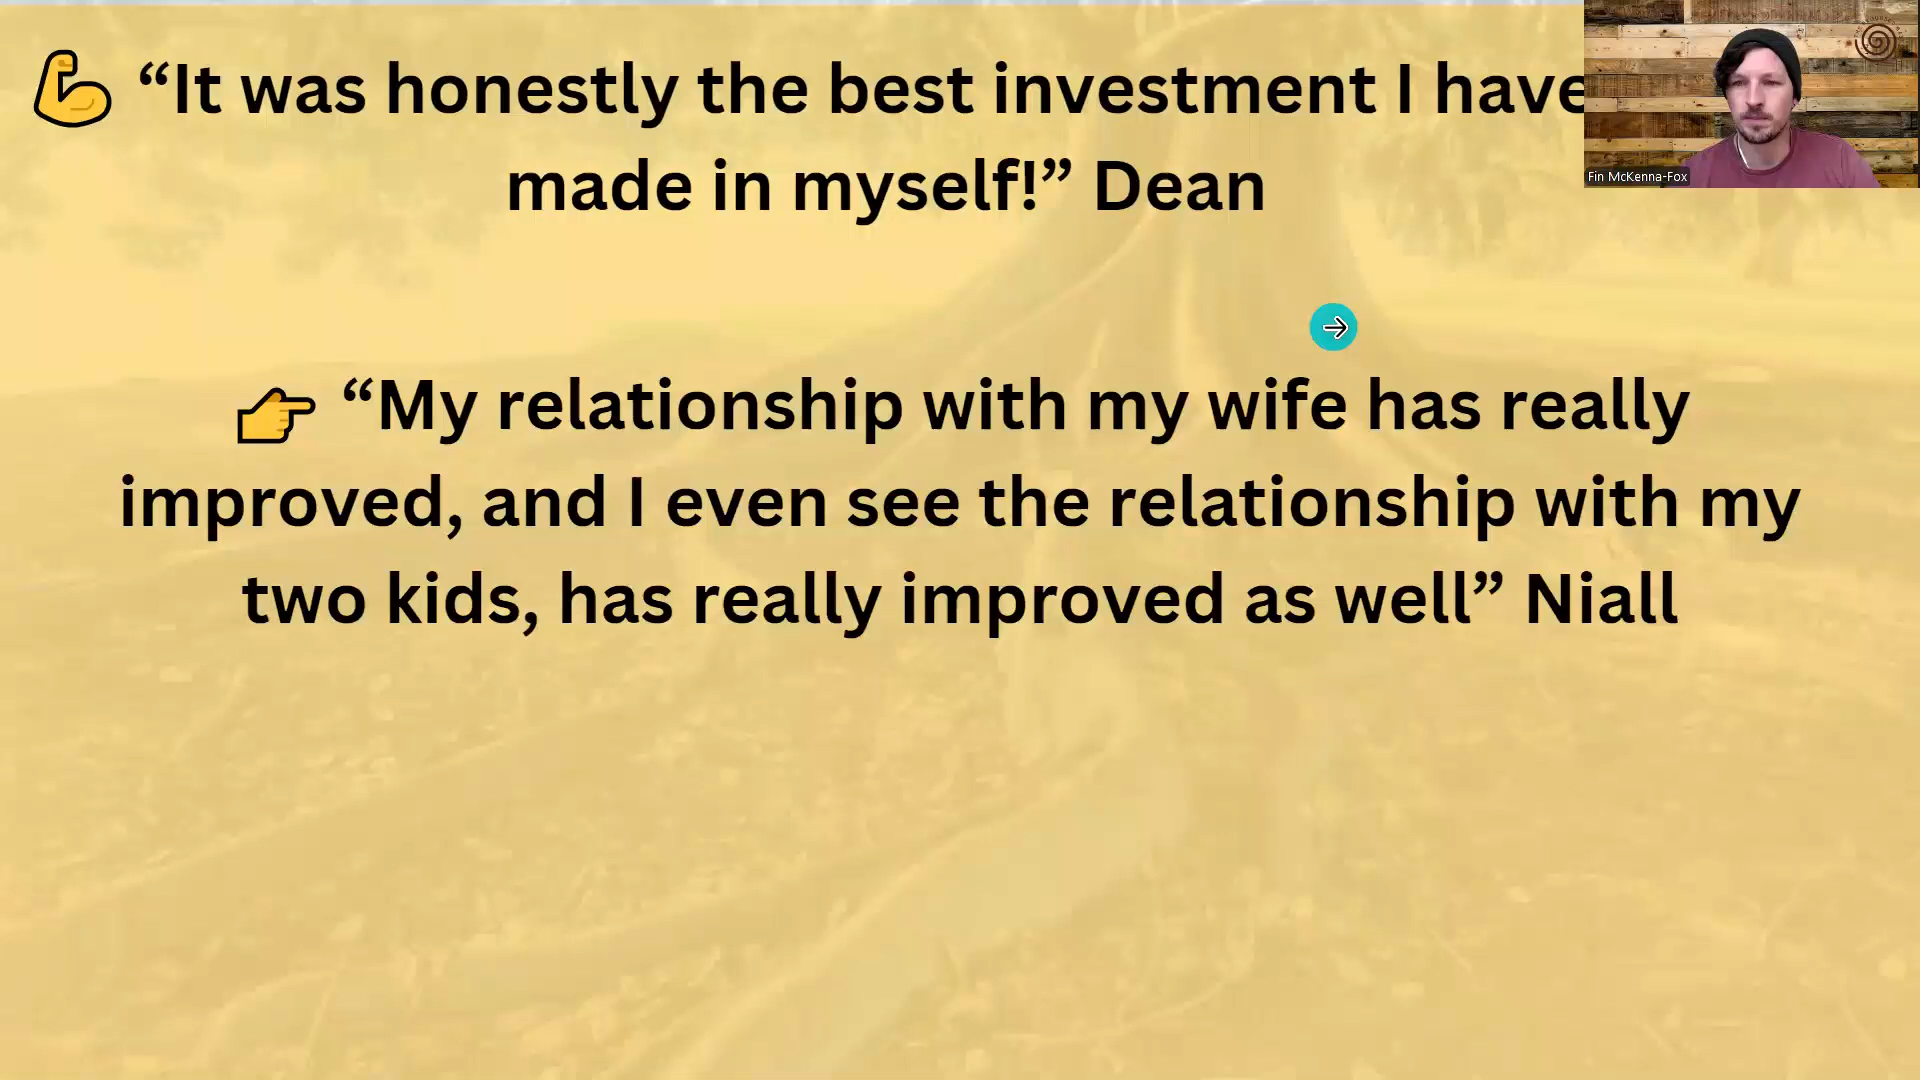 “It was honestly the best investment I have
made in myself!” Dean
“My relationship with my wife has really
improved, and I even see the relationship with my
two kids, has really improved as well” Niall
Fin McKenna-Fox